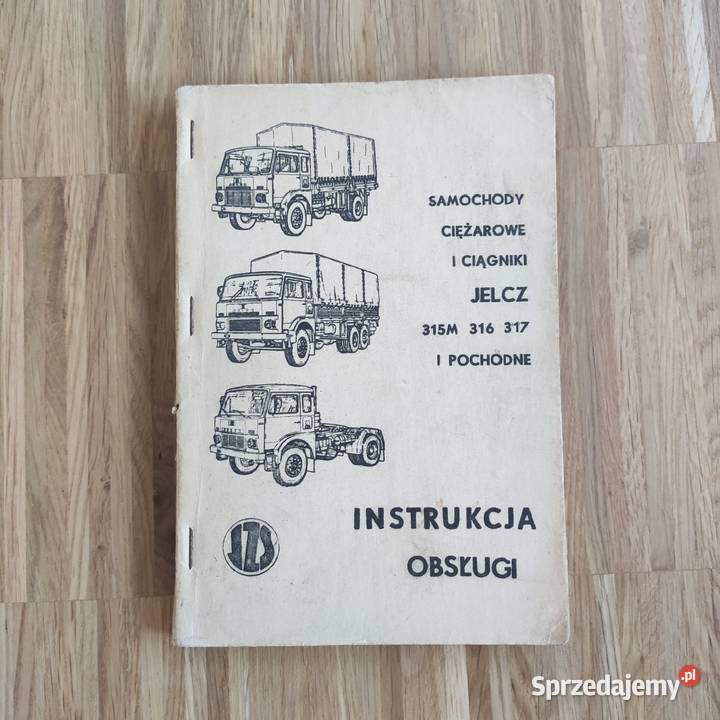 SAMOCHODY
CIĘŻAROWE
I CIĄGNIKI
JELCZ
315M 316 317
I POCHODNE
INSTRUKCJA
OBSŁUGI
JZS
Sprzedajemy.pl